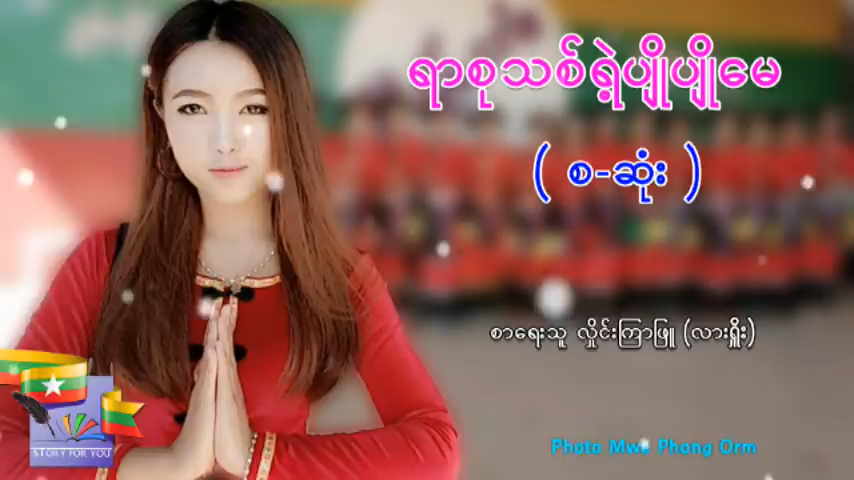 ရာစုသစ်ရဲ့ပျိုပျိုမေ
( စ-ဆုံး )
စာရေးသူ လှိုင်းကြာဖြူ (လားရှိုး)
STORY FOR YOU
Photo Mwe Phong Orm